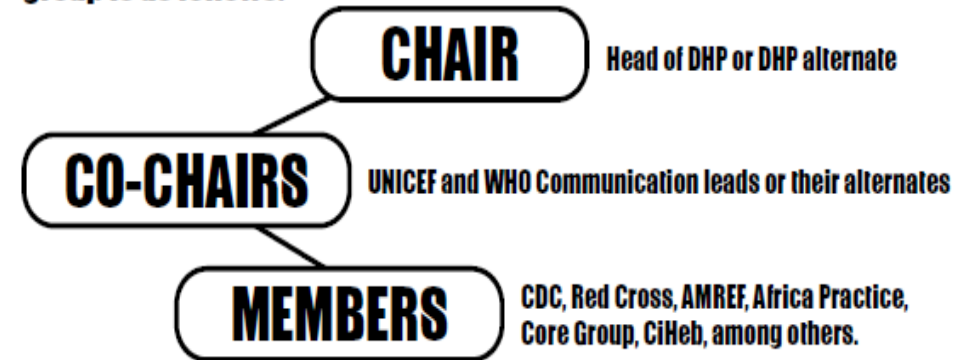 CHAIR
Head of DHP or DHP alternate
CO-CHAIRS
UNICEF and WHO Communication leads or their alternates
MEMBERS
CDC, Red Cross, AMREF, Africa Practice,
Core Group, CiHeb, among others.